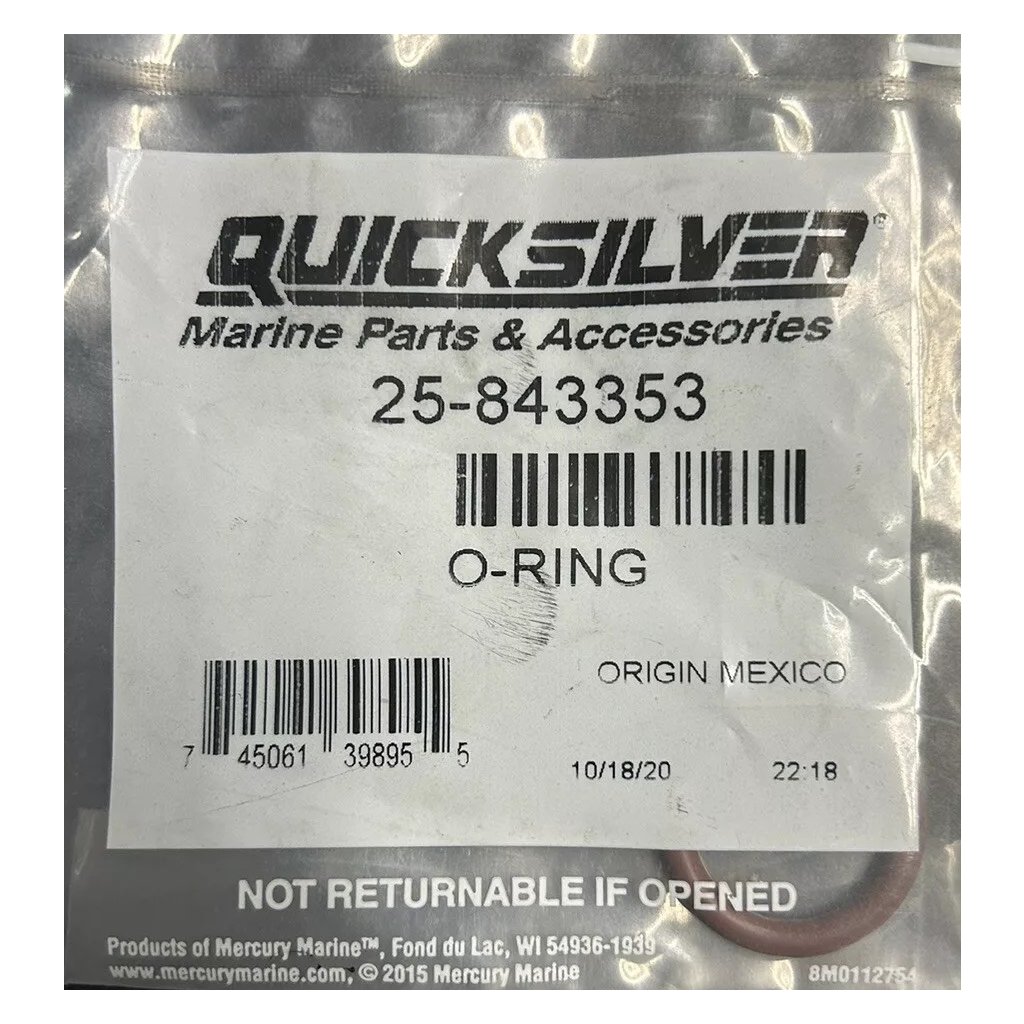 QUICKSILVER®
Marine Parts & Accessories
25-843353
O-RING
ORIGIN MEXICO
7 45061 39895 5
10/18/20 22:18
NOT RETURNABLE IF OPENED
Products of Mercury Marine™, Fond du Lac, WI 54936-1939
www.mercurymarine.com, © 2015 Mercury Marine
8M0112754